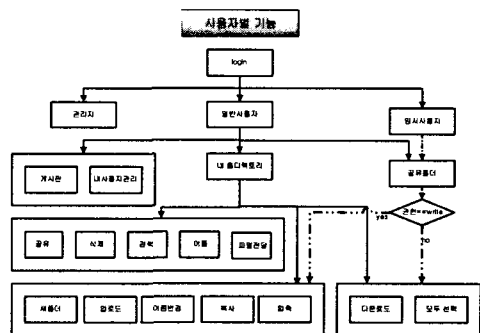 사용자별 기능
login
관리자
일반사용자
임시사용자
게시판
내사용자관리
내 홈디렉토리
공유폴더
권한==write
yes
no
공유
삭제
검색
이동
파일전달
새폴더
업로드
이름변경
복사
압축
다운로드
모두 선택